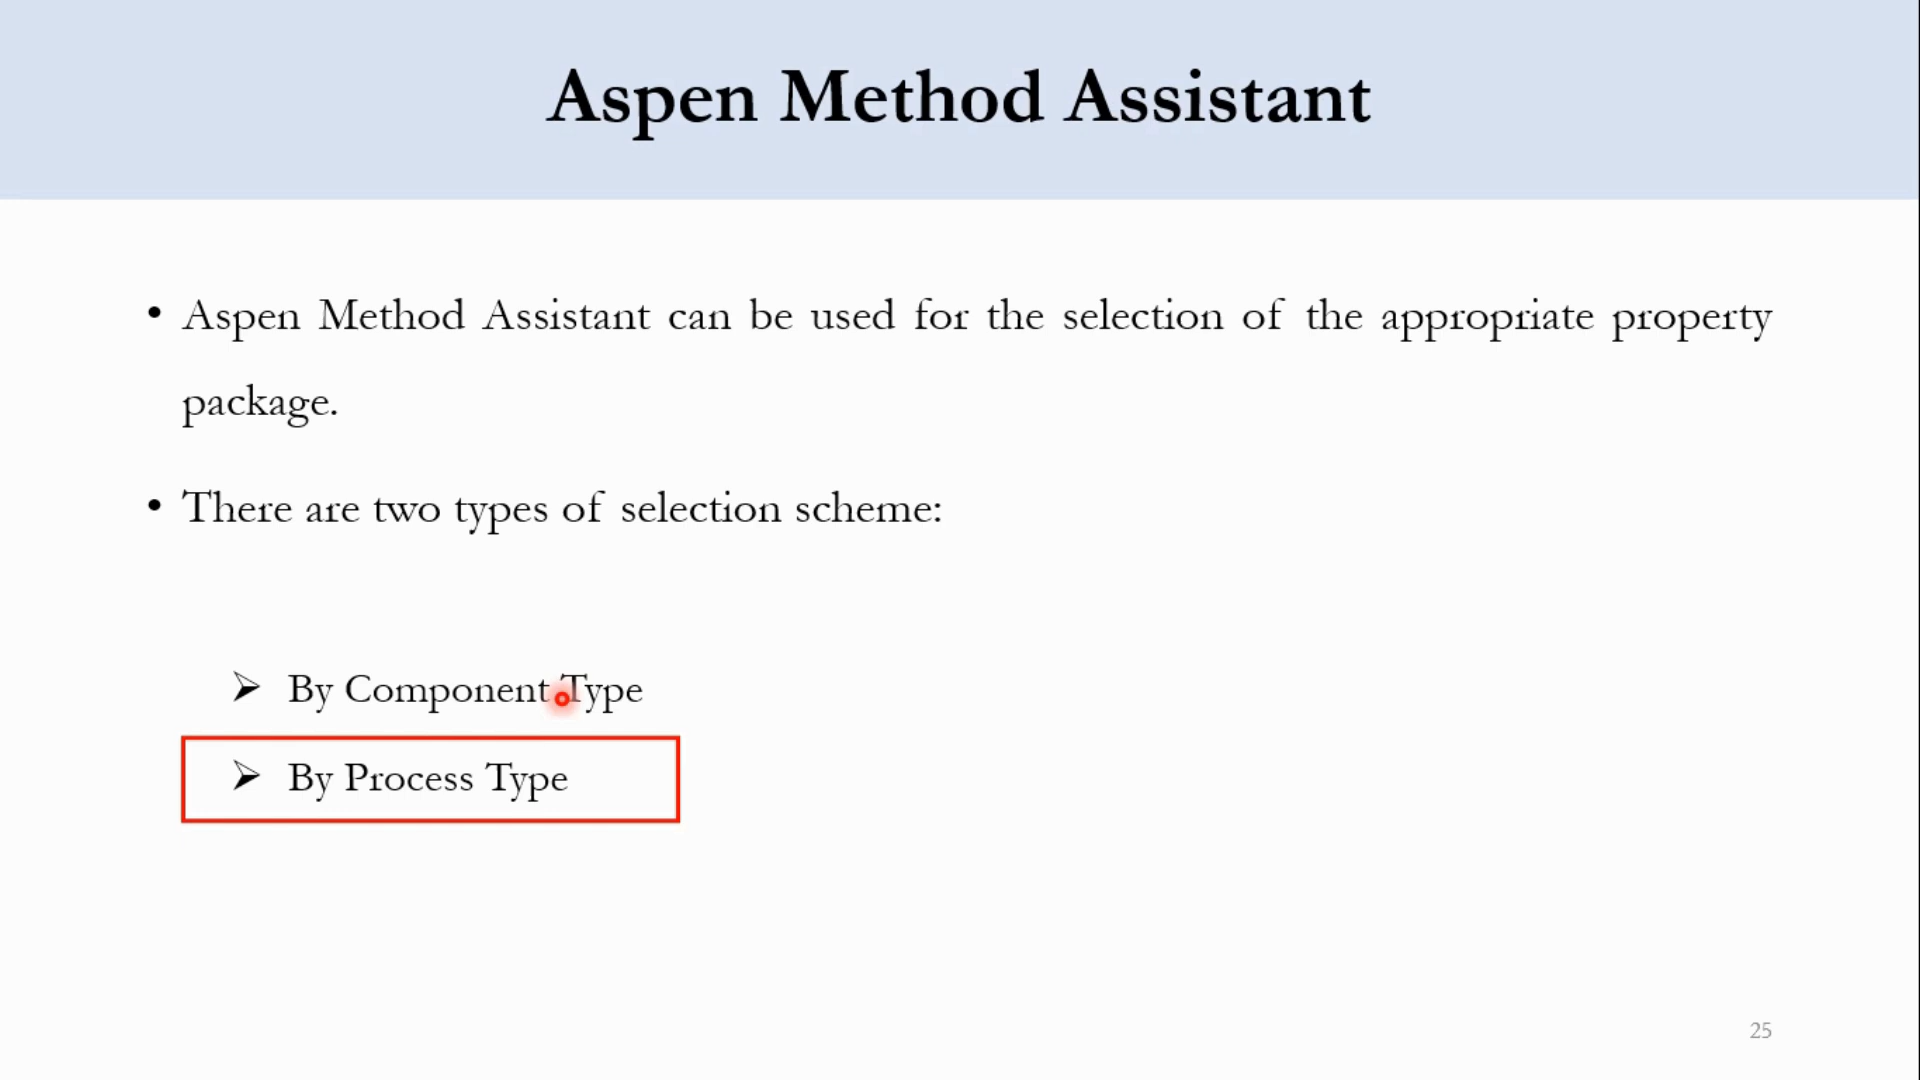 Aspen Method Assistant
• Aspen Method Assistant can be used for the selection of the appropriate property
package.
• There are two types of selection scheme:
➢ By Component Type
➢ By Process Type
25